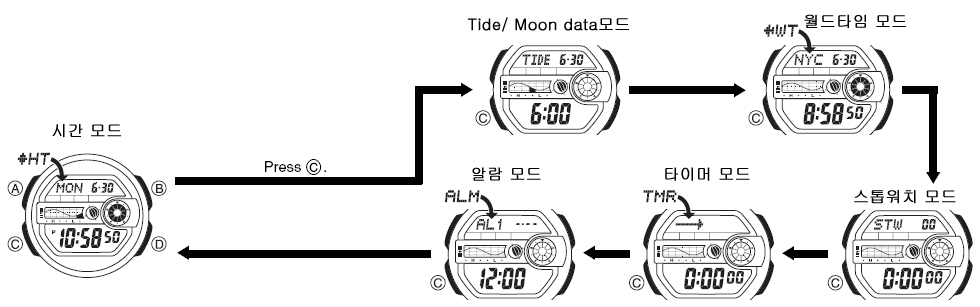 Tide/ Moon data모드
월드타임 모드
✱WT
TIDE 6-30
NYC 6-30
H L
H L
Ⓒ 6:00
Ⓒ 8:58 50
시간 모드
✱HT
Press Ⓒ.
알람 모드
타이머 모드
스톱워치 모드
ALM
TMR
Ⓐ MON 6-30 Ⓑ
AL1 ----
STW 00
H L
H L
H L
H L
Ⓒ P 10:58 50 Ⓓ
Ⓒ 12:00
Ⓒ 0:00 00
Ⓒ 0:00 00